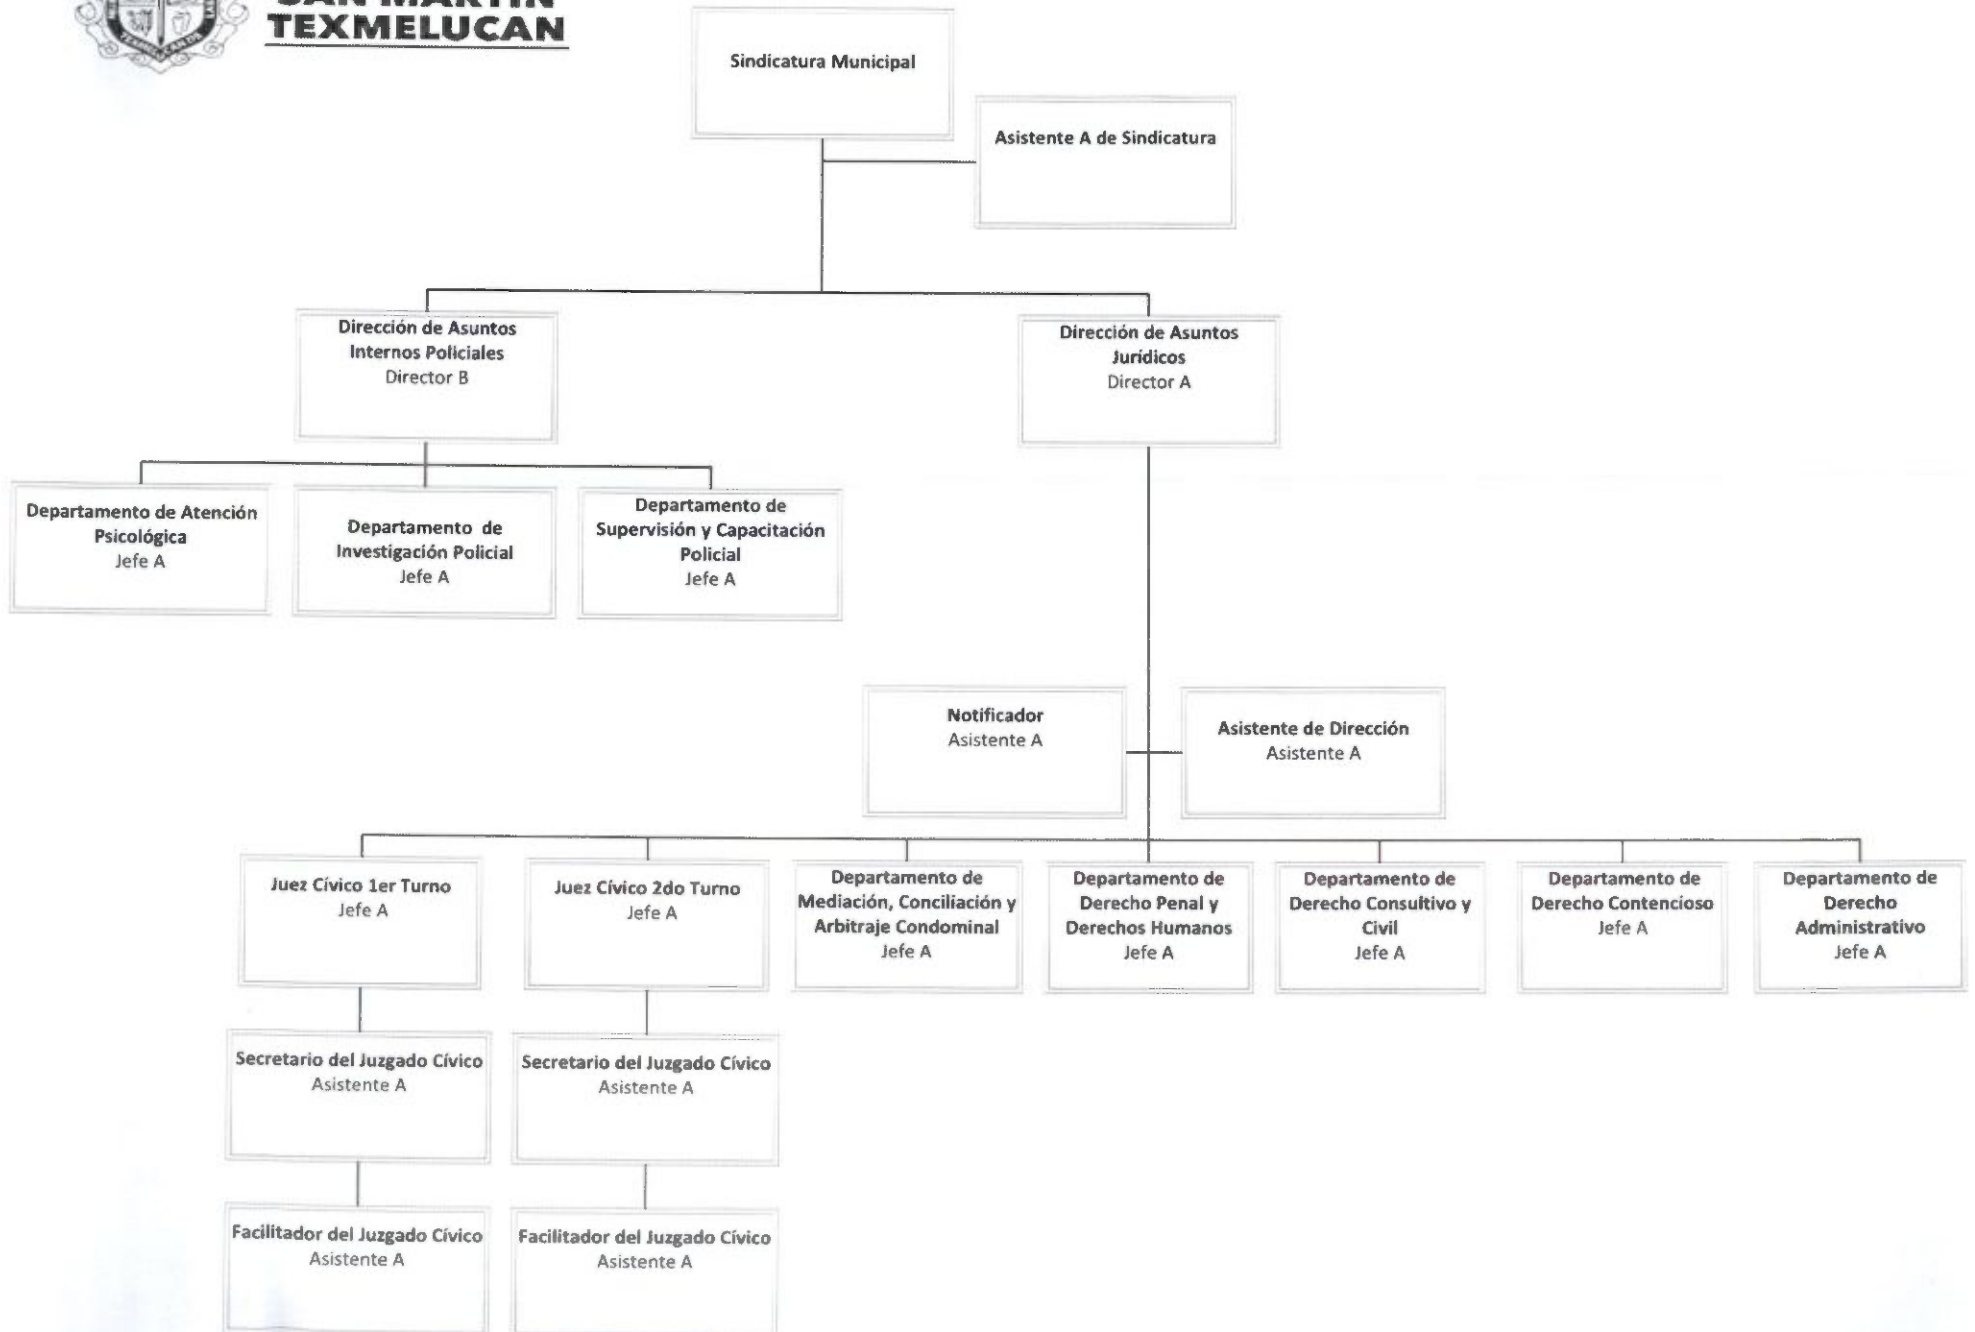 SAN MARTÍN
TEXMELUCAN
Sindicatura Municipal
Asistente A de Sindicatura
Dirección de Asuntos
Internos Policiales
Director B
Dirección de Asuntos
Jurídicos
Director A
Departamento de Atención
Psicológica
Jefe A
Departamento de
Investigación Policial
Jefe A
Departamento de
Supervisión y Capacitación
Policial
Jefe A
Notificador
Asistente A
Asistente de Dirección
Asistente A
Juez Cívico 1er Turno
Jefe A
Juez Cívico 2do Turno
Jefe A
Departamento de
Mediación, Conciliación y
Arbitraje Condominal
Jefe A
Departamento de
Derecho Penal y
Derechos Humanos
Jefe A
Departamento de
Derecho Consultivo y
Civil
Jefe A
Departamento de
Derecho Contencioso
Jefe A
Departamento de
Derecho
Administrativo
Jefe A
Secretario del Juzgado Cívico
Asistente A
Secretario del Juzgado Cívico
Asistente A
Facilitador del Juzgado Cívico
Asistente A
Facilitador del Juzgado Cívico
Asistente A